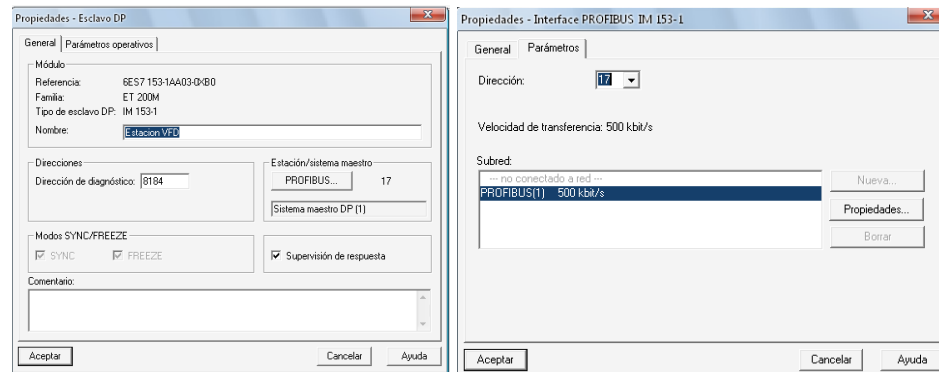 Propiedades - Esclavo DP
General
Parámetros operativos
Módulo
Referencia: 6ES7 153-1AA03-0XB0
Familia: ET 200M
Tipo de esclavo DP: IM 153-1
Nombre: Estacion VFD
Direcciones
Dirección de diagnóstico: 8184
Estación/sistema maestro
PROFIBUS... 17
Sistema maestro DP (1)
Modos SYNC/FREEZE
SYNC FREEZE
Supervisión de respuesta
Comentario:
Aceptar Cancelar Ayuda
Propiedades - Interface PROFIBUS IM 153-1
General
Parámetros
Dirección: 17
Velocidad de transferencia: 500 kbit/s
Subred:
--- no conectado a red ---
PROFIBUS(1) 500 kbit/s
Nueva...
Propiedades...
Borrar
Aceptar Cancelar Ayuda